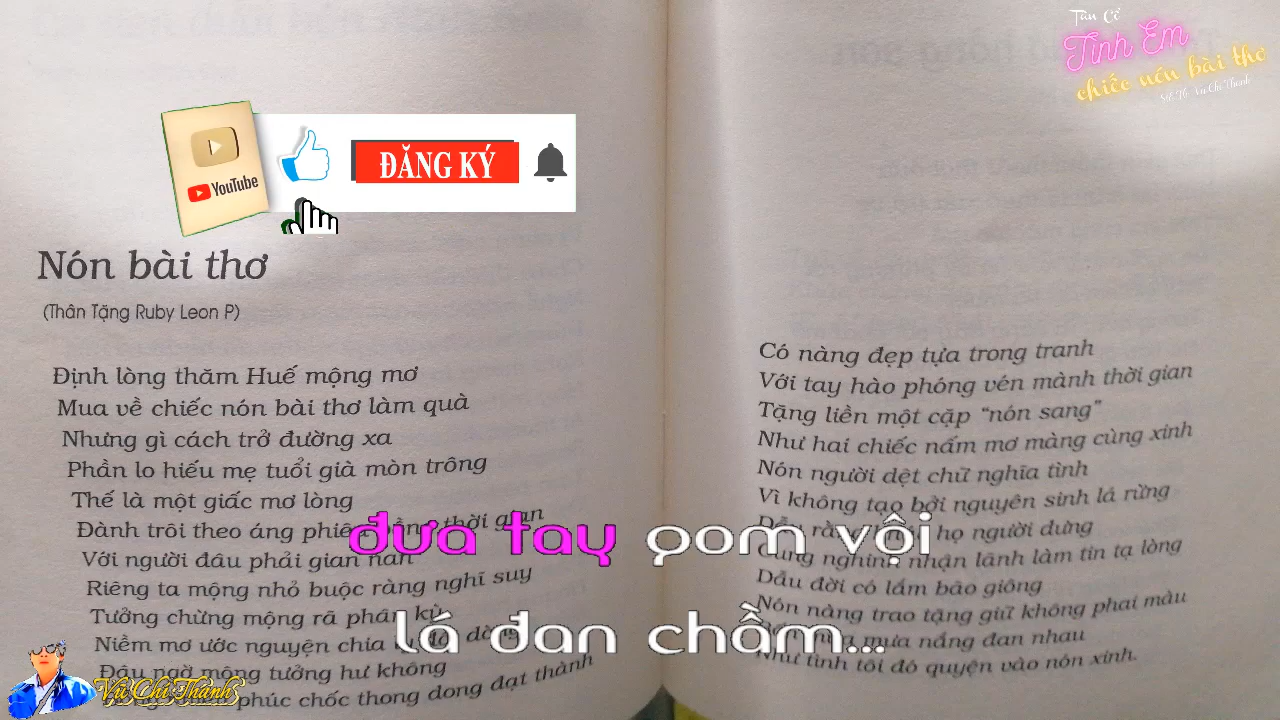 Tân Cổ
Tình Em
chiếc nón bài thơ
Vũ Chí Thành
YouTube
ĐĂNG KÝ
Nón bài thơ
(Thân Tặng Ruby Leon P)
Định lòng thăm Huế mộng mơ
Mua về chiếc nón bài thơ làm quà
Nhưng gì cách trở đường xa
Phần lo hiếu mẹ tuổi già mòn trông
Thế là một giấc mơ lòng
Đành trôi theo áng phiêu thời gian
Với người đâu phải gian nan
Riêng ta mộng nhỏ buộc ràng nghĩ suy
Tưởng chừng mộng rã phân kỳ
Niềm mơ ước nguyện chia
Đâu ngờ mộng tưởng hư không
phúc chốc thong dong đạt thành
Có nàng đẹp tựa trong tranh
Với tay hào phóng vén mành thời gian
Tặng liền một cặp “nón sang”
Như hai chiếc nấm mơ màng cùng xinh
Nón người dệt chữ nghĩa tình
Vì không tạo bởi nguyên sinh lá rừng
họ người dưng
Cung nghinh nhận lãnh làm tin tạ lòng
Dẫu đời có lắm bão giông
Nón nàng trao tặng giữ không phai màu
mưa nắng đan nhau
Như tình tôi đó quyện vào nón xinh.
đưa tay gom vội
lá đan chầm...
Vũ Chí Thành